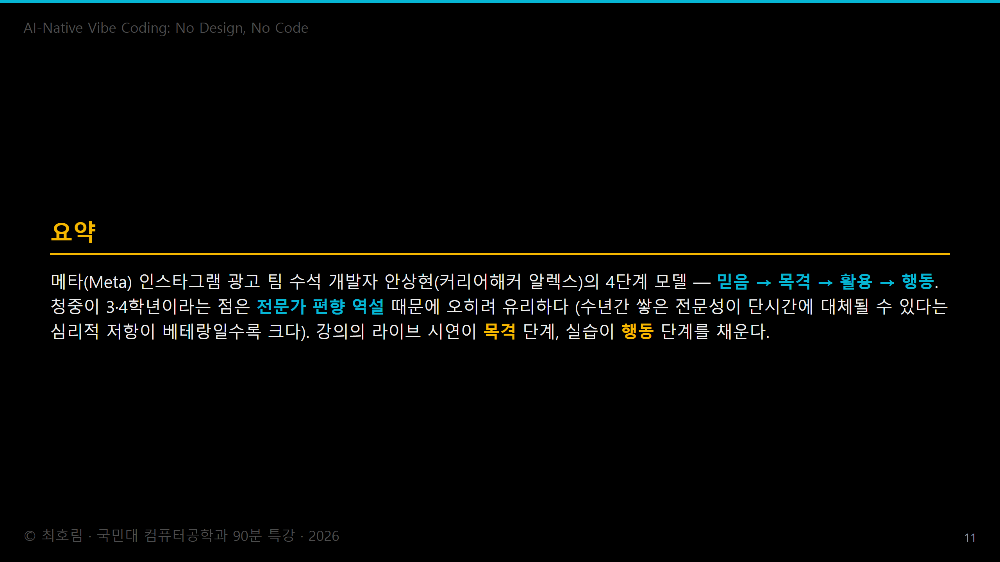 AI-Native Vibe Coding: No Design, No Code
요약
메타(Meta) 인스타그램 광고 팀 수석 개발자 안상현(커리어해커 알렉스)의 4단계 모델 — 믿음 → 목격 → 활용 → 행동.
청중이 3·4학년이라는 점은 전문가 편향 역설 때문에 오히려 유리하다 (수년간 쌓은 전문성이 단시간에 대체될 수 있다는
심리적 저항이 베테랑일수록 크다). 강의의 라이브 시연이 목격 단계, 실습이 행동 단계를 채운다.
© 최호림 · 국민대 컴퓨터공학과 90분 특강 · 2026
11